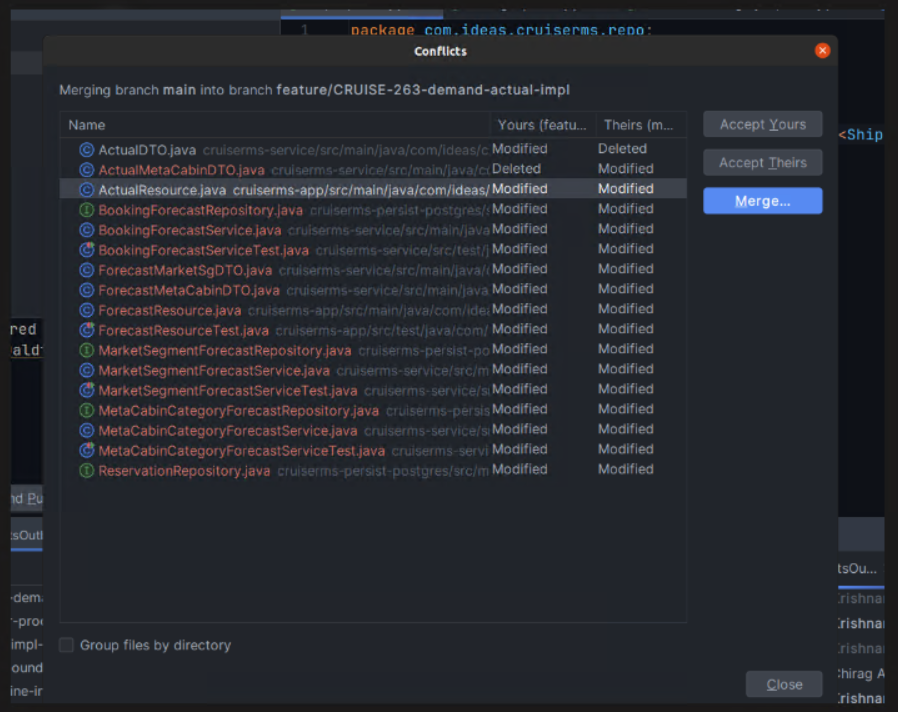 1 package com.ideas.cruiserms.repo;
Conflicts
Merging branch main into branch feature/CRUISE-263-demand-actual-impl
Name Yours (featu... Theirs (m...
ActualDTO.java cruiserms-service/src/main/java/com/ideas/c Modified Deleted
ActualMetaCabinDTO.java cruiserms-service/src/main/java/c Deleted Modified
ActualResource.java cruiserms-app/src/main/java/com/ideas/ Modified Modified
BookingForecastRepository.java cruiserms-persist-postgres/s Modified Modified
BookingForecastService.java cruiserms-service/src/main/java Modified Modified
BookingForecastServiceTest.java cruiserms-service/src/test/j Modified Modified
ForecastMarketSgDTO.java cruiserms-service/src/main/java/c Modified Modified
ForecastMetaCabinDTO.java cruiserms-service/src/main/java Modified Modified
ForecastResource.java cruiserms-app/src/main/java/com/idea Modified Modified
ForecastResourceTest.java cruiserms-app/src/test/java/com/ Modified Modified
MarketSegmentForecastRepository.java cruiserms-persist-po Modified Modified
MarketSegmentForecastService.java cruiserms-service/src/m Modified Modified
MarketSegmentForecastServiceTest.java cruiserms-service/s Modified Modified
MetaCabinCategoryForecastRepository.java cruiserms-persis Modified Modified
MetaCabinCategoryForecastService.java cruiserms-service/s Modified Modified
MetaCabinCategoryForecastServiceTest.java cruiserms-servi Modified Modified
ReservationRepository.java cruiserms-persist-postgres/src/m Modified Modified
Accept Yours
Accept Theirs
Merge...
<Ship
red
aldt
nd Pu
tsOutl
tsOu...
-dem
r-pro
impl-
ound
ine-in
Krishna
Krishna
Krishna
Chirag A
Krishna
Group files by directory
Close